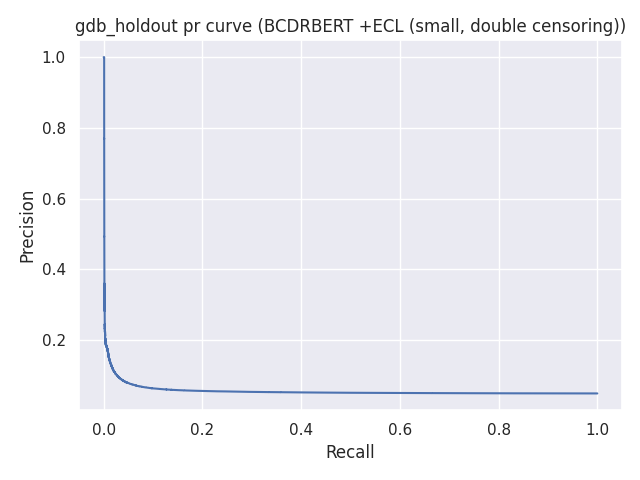 gdb_holdout pr curve (BCDRBERT +ECL (small, double censoring))
1.0
0.8
0.6
0.4
0.2
Precision
0.0 0.2 0.4 0.6 0.8 1.0
Recall